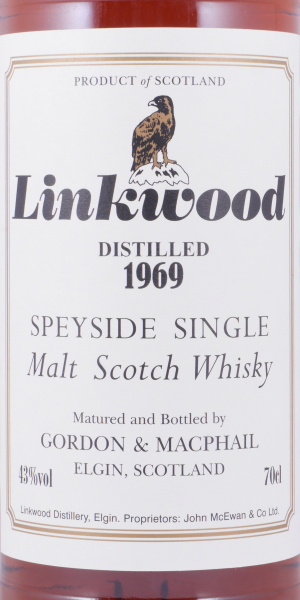 PRODUCT of SCOTLAND
Linkwood
DISTILLED
1969
SPEYSIDE SINGLE
Malt Scotch Whisky
Matured and Bottled by
GORDON & MACPHAIL
43%vol ELGIN, SCOTLAND 70cl
Linkwood Distillery, Elgin. Proprietors: John McEwan & Co Ltd.